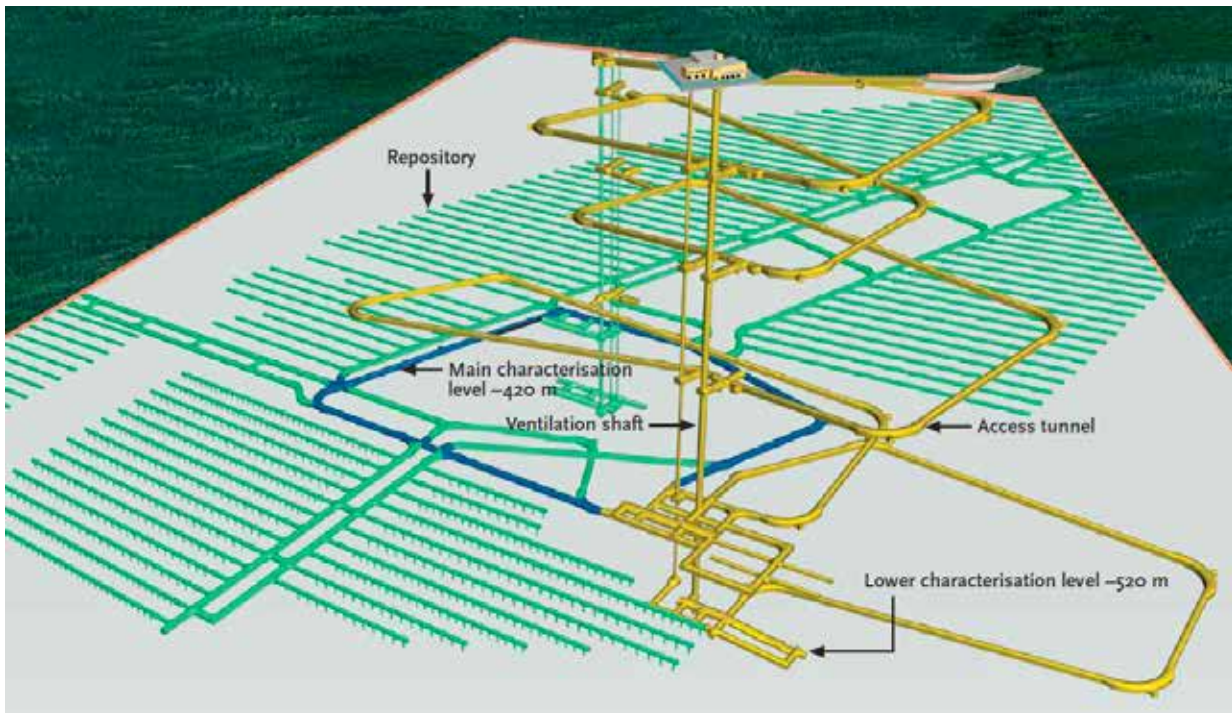 Repository
Main characterisation
level –420 m
Ventilation shaft
Access tunnel
Lower characterisation level –520 m